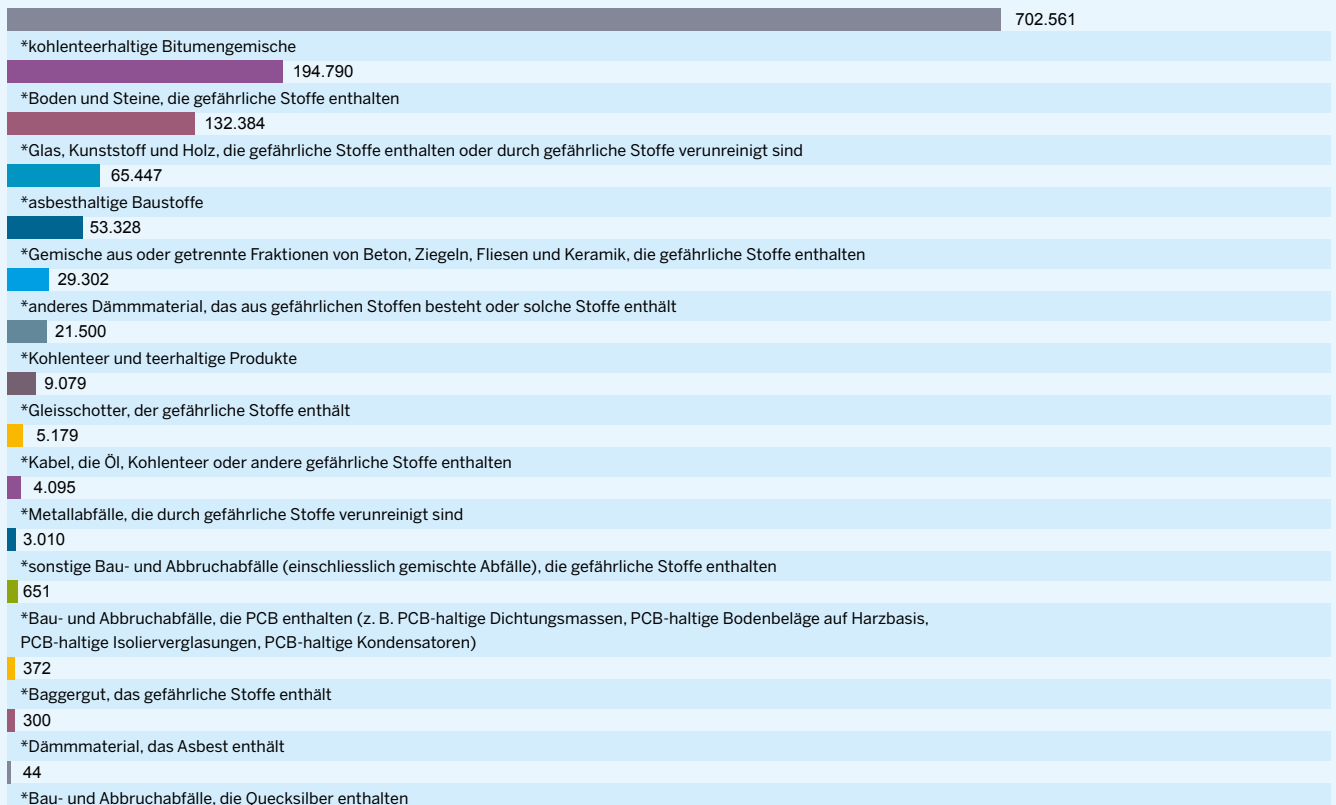 702.561
*kohlenteerhaltige Bitumengemische
194.790
*Boden und Steine, die gefährliche Stoffe enthalten
132.384
*Glas, Kunststoff und Holz, die gefährliche Stoffe enthalten oder durch gefährliche Stoffe verunreinigt sind
65.447
*asbesthaltige Baustoffe
53.328
*Gemische aus oder getrennte Fraktionen von Beton, Ziegeln, Fliesen und Keramik, die gefährliche Stoffe enthalten
29.302
*anderes Dämmmaterial, das aus gefährlichen Stoffen besteht oder solche Stoffe enthält
21.500
*Kohlenteer und teerhaltige Produkte
9.079
*Gleisschotter, der gefährliche Stoffe enthält
5.179
*Kabel, die Öl, Kohlenteer oder andere gefährliche Stoffe enthalten
4.095
*Metallabfälle, die durch gefährliche Stoffe verunreinigt sind
3.010
*sonstige Bau- und Abbruchabfälle (einschliesslich gemischte Abfälle), die gefährliche Stoffe enthalten
651
*Bau- und Abbruchabfälle, die PCB enthalten (z. B. PCB-haltige Dichtungsmassen, PCB-haltige Bodenbeläge auf Harzbasis,
PCB-haltige Isolierverglasungen, PCB-haltige Kondensatoren)
372
*Baggergut, das gefährliche Stoffe enthält
300
*Dämmmaterial, das Asbest enthält
44
*Bau- und Abbruchabfälle, die Quecksilber enthalten